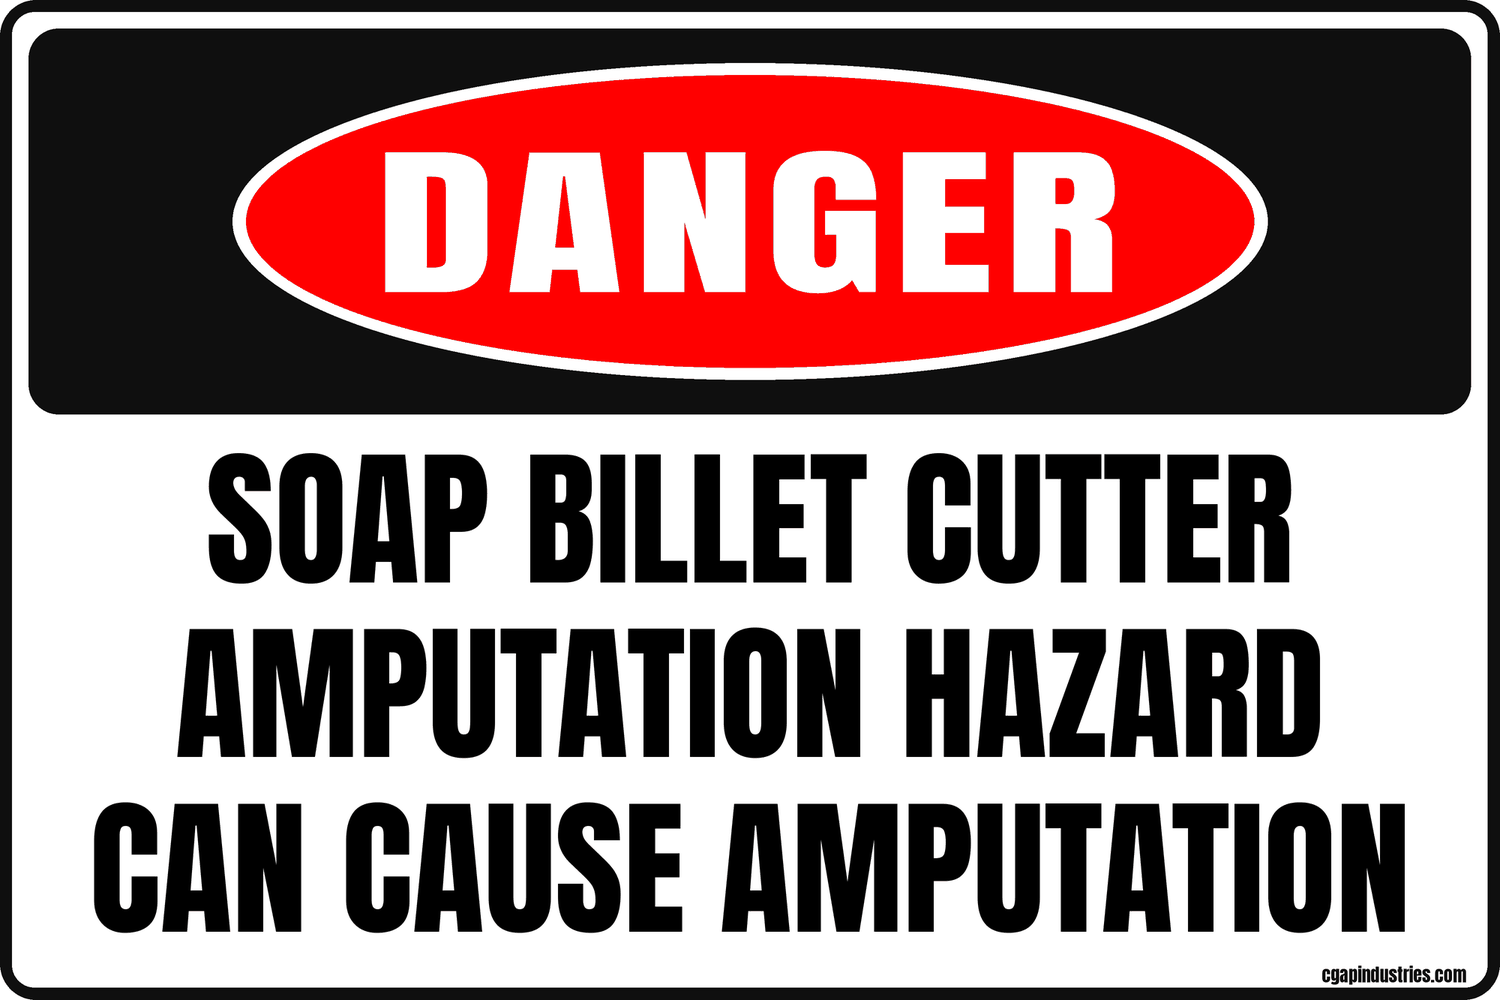 DANGER
SOAP BILLET CUTTER
AMPUTATION HAZARD
CAN CAUSE AMPUTATION
cgapindustries.com